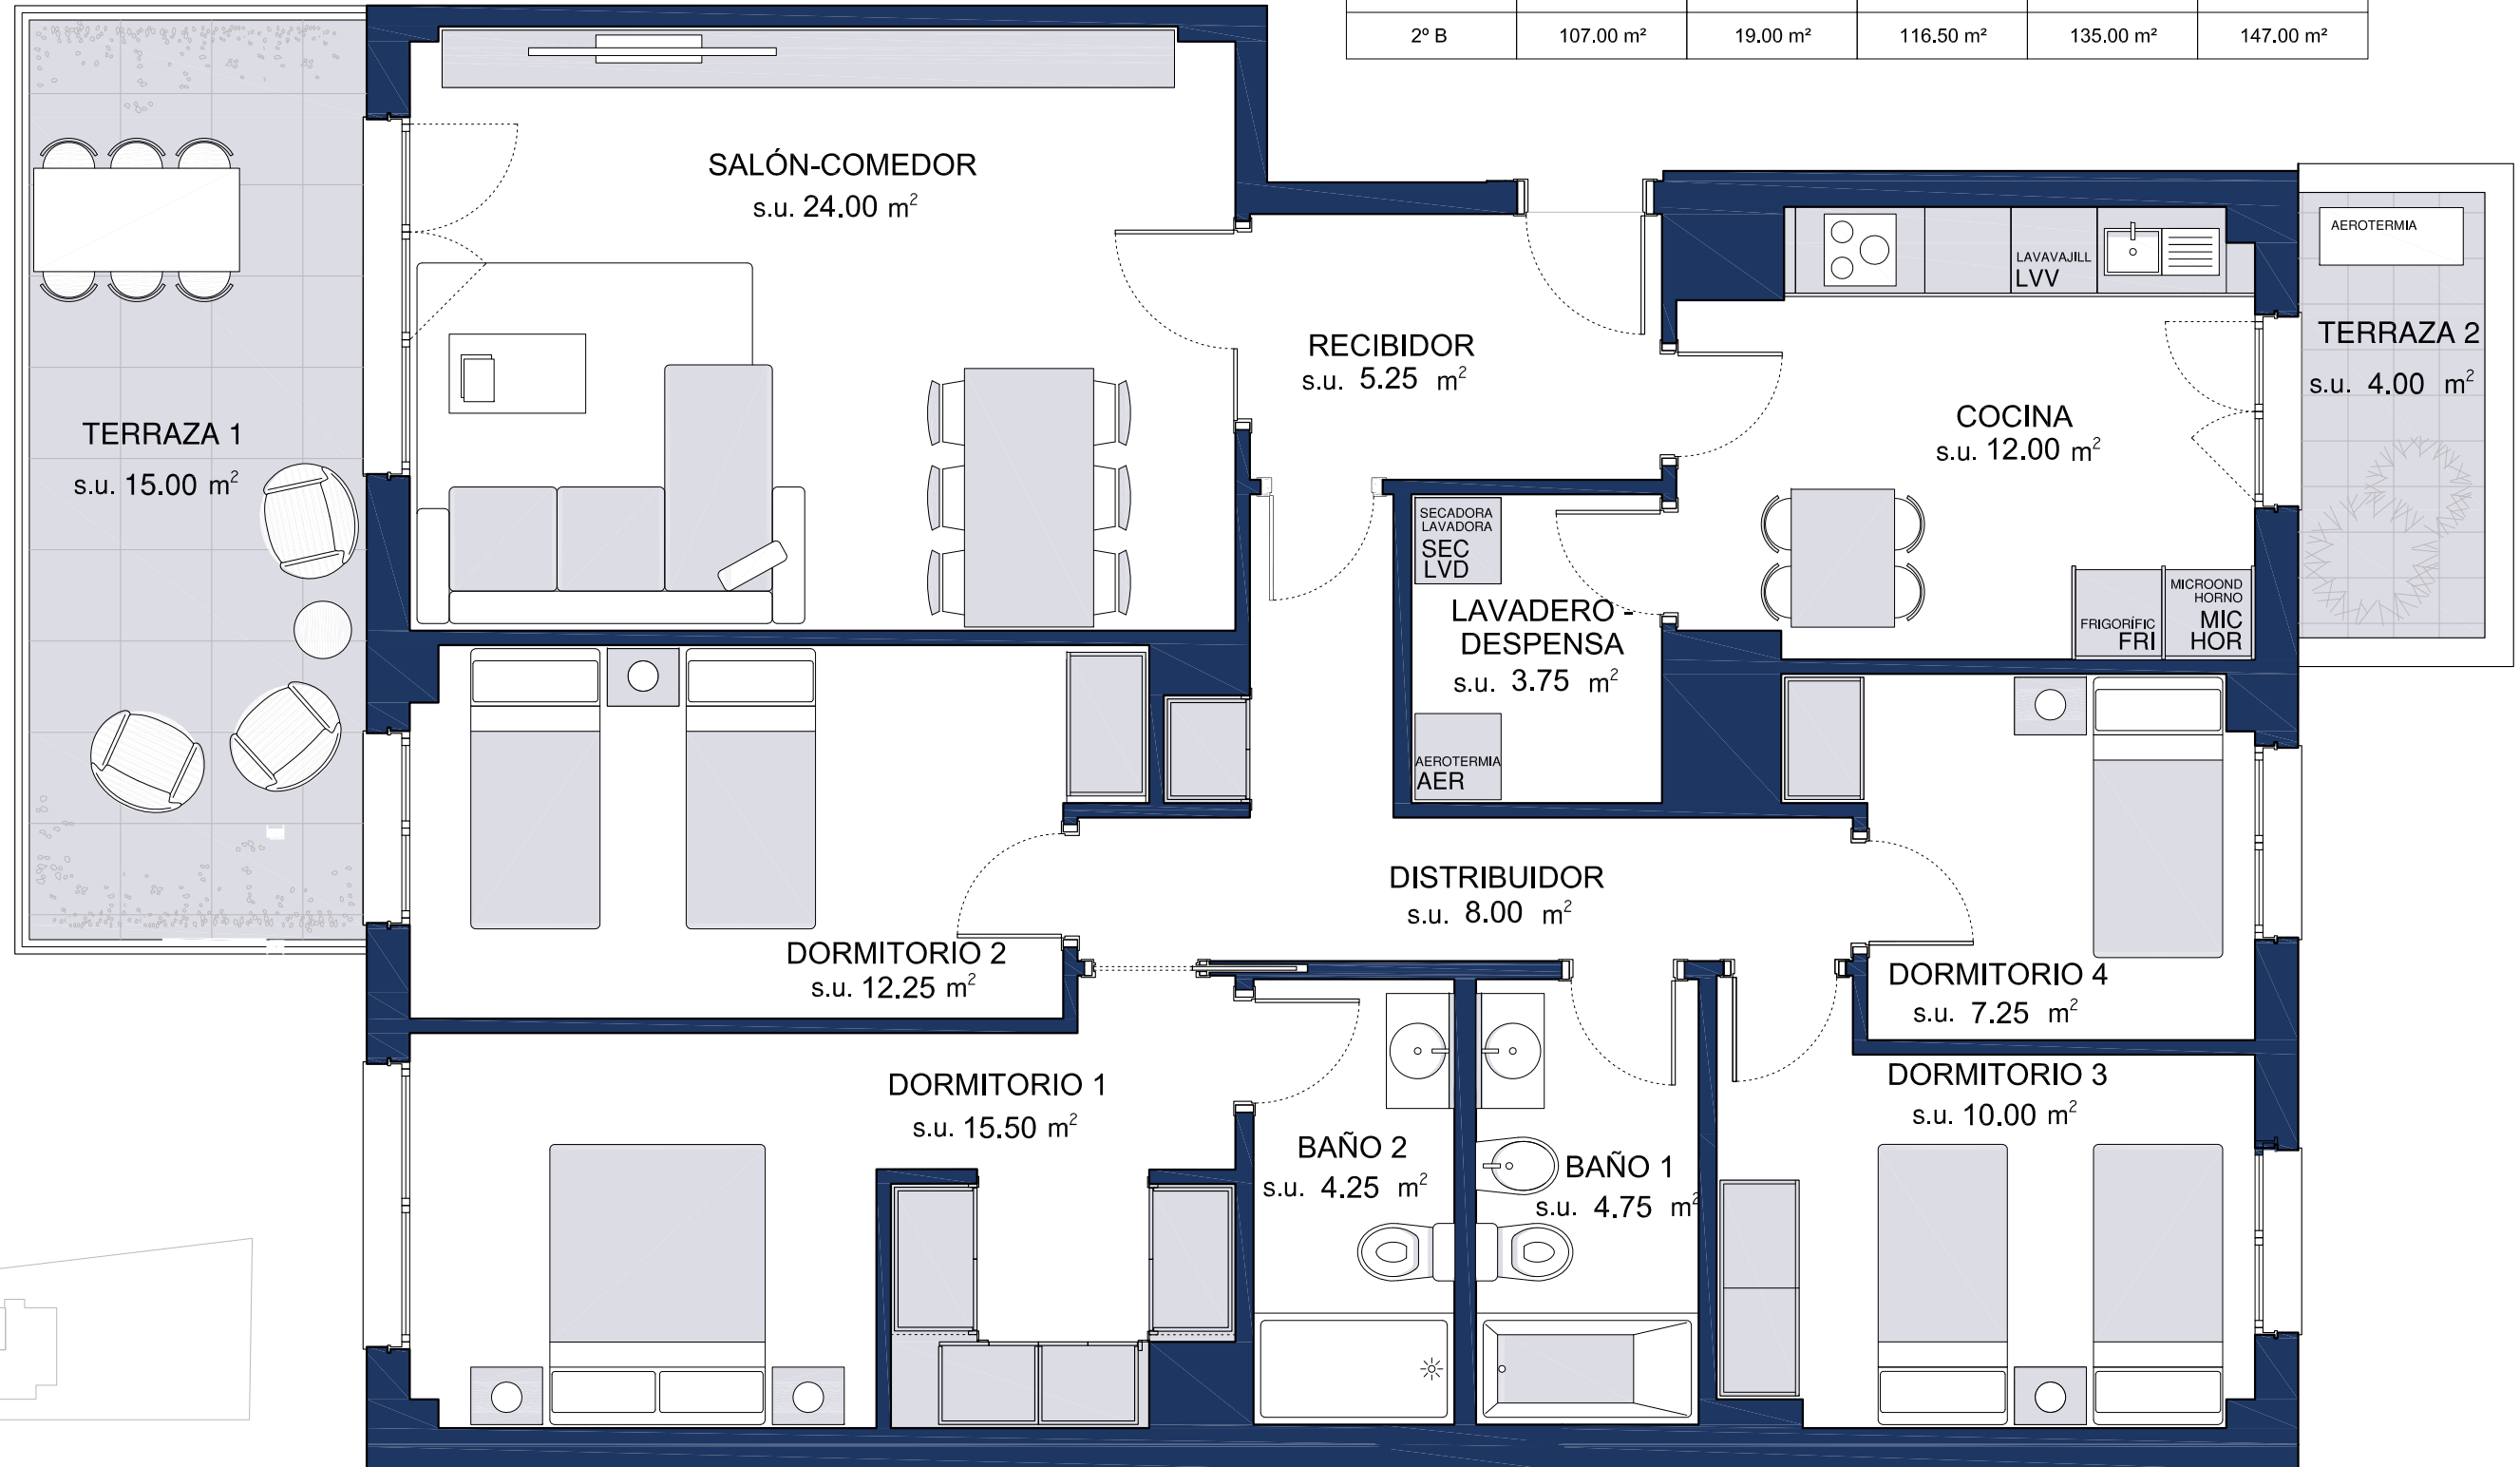 2º B 107.00 m² 19.00 m² 116.50 m² 135.00 m² 147.00 m²
SALÓN-COMEDOR
s.u. 24.00 m²
AEROTERMIA
LAVAVAJILL
LVV
TERRAZA 2
s.u. 4.00 m²
RECIBIDOR
s.u. 5.25 m²
COCINA
s.u. 12.00 m²
TERRAZA 1
s.u. 15.00 m²
SECADORA
LAVADORA
SEC
LVD
LAVADERO -
DESPENSA
s.u. 3.75 m²
FRIGORÍFIC
FRI
MICROOND
HORNO
MIC
HOR
AEROTERMIA
AER
DISTRIBUIDOR
s.u. 8.00 m²
DORMITORIO 2
s.u. 12.25 m²
DORMITORIO 4
s.u. 7.25 m²
DORMITORIO 1
s.u. 15.50 m²
DORMITORIO 3
s.u. 10.00 m²
BAÑO 2
s.u. 4.25 m²
BAÑO 1
s.u. 4.75 m²